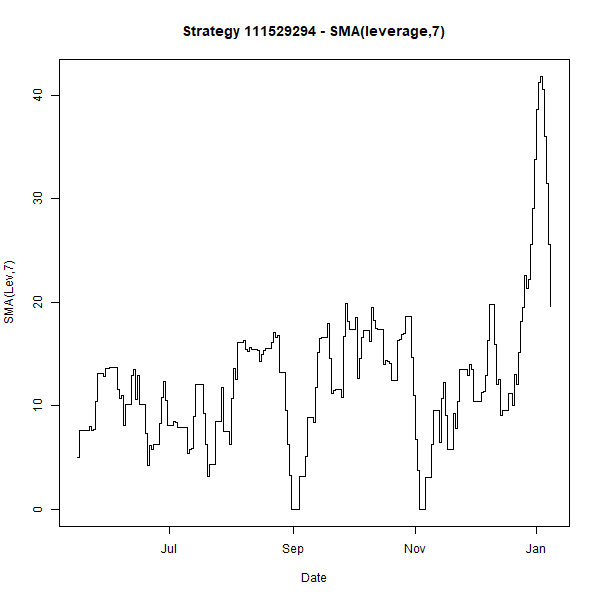 Strategy 111529294 - SMA(leverage,7)
SMA(Lev,7)
40
30
20
10
0
Jul Sep Nov Jan
Date